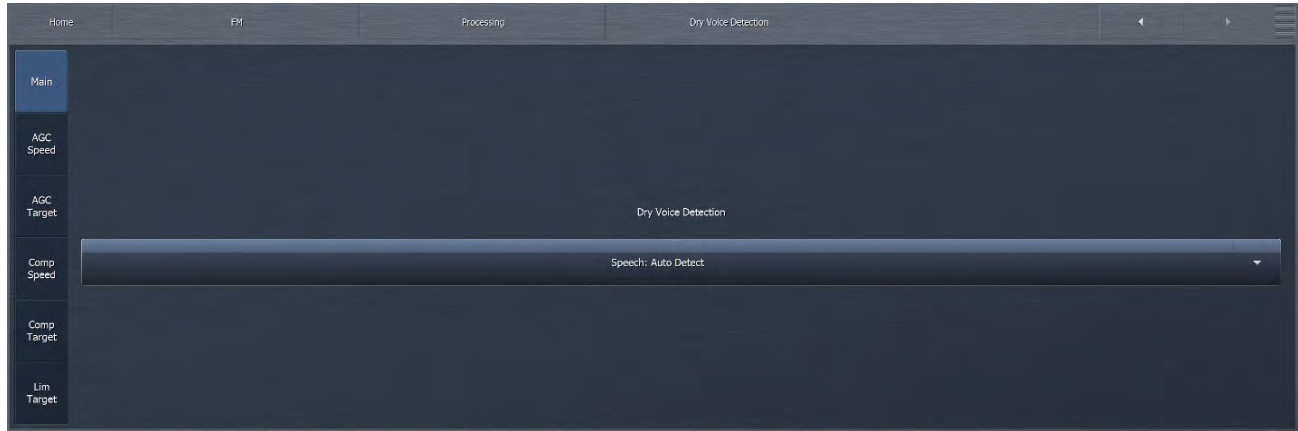 Home FM Processing Dry Voice Detection
Main
AGC
Speed
AGC
Target
Dry Voice Detection
Comp
Speed
Speech: Auto Detect
Comp
Target
Lim
Target